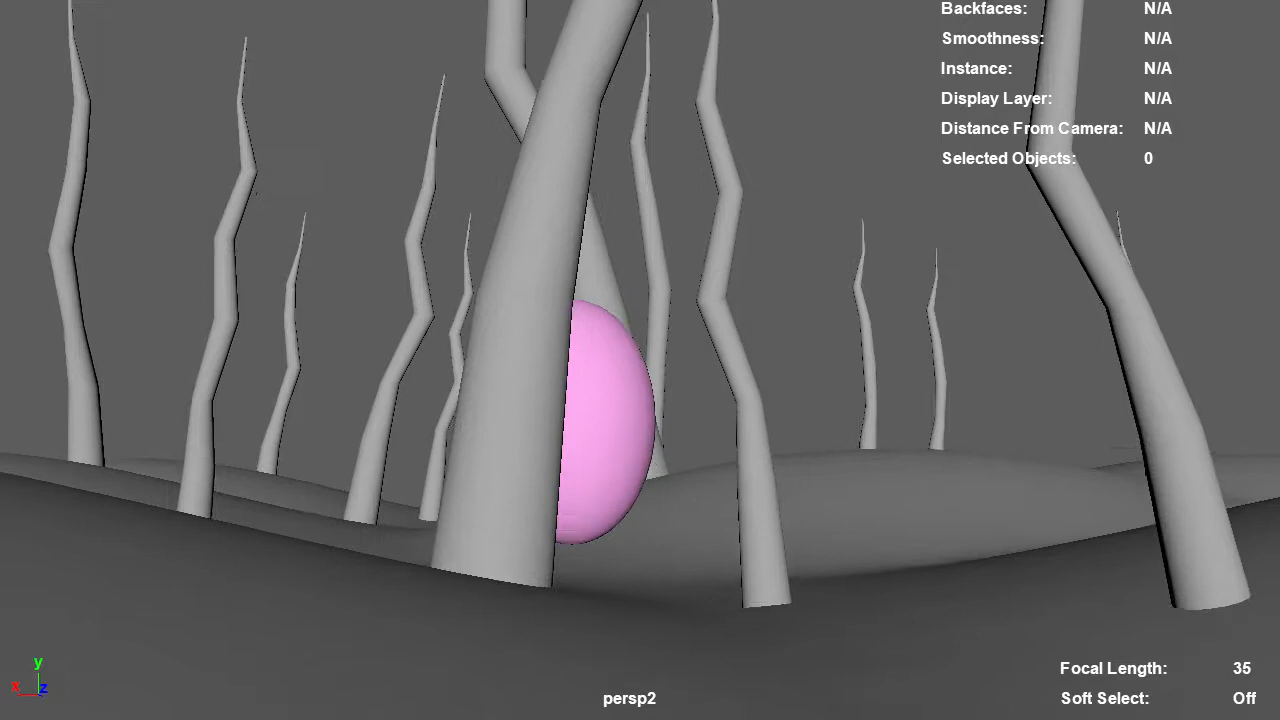 Backfaces: N/A
Smoothness: N/A
Instance: N/A
Display Layer: N/A
Distance From Camera: N/A
Selected Objects: 0
Focal Length: 35
Soft Select: Off
persp2
y
x z